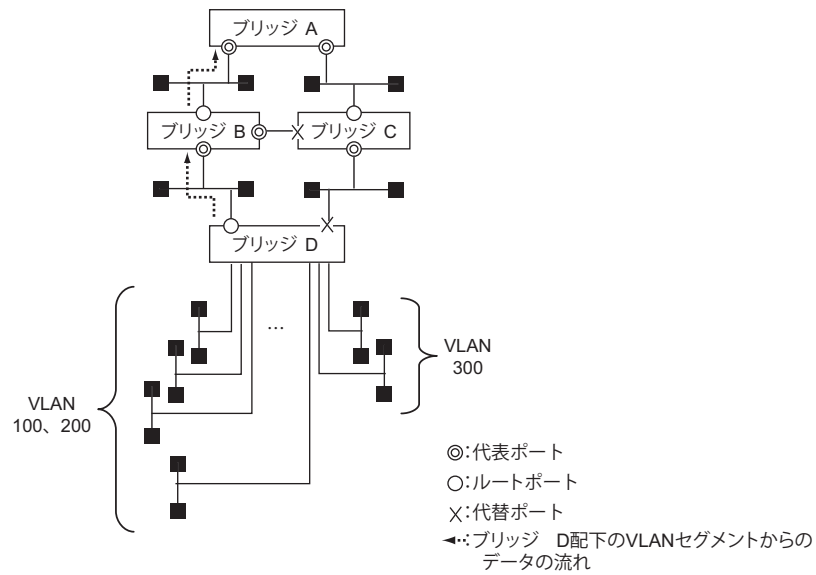 ブリッジ A
ブリッジ B
ブリッジ C
ブリッジ D
…
VLAN
300
VLAN
100、200
◎:代表ポート
○:ルートポート
×:代替ポート
ブリッジ D配下のVLANセグメントからの
データの流れ